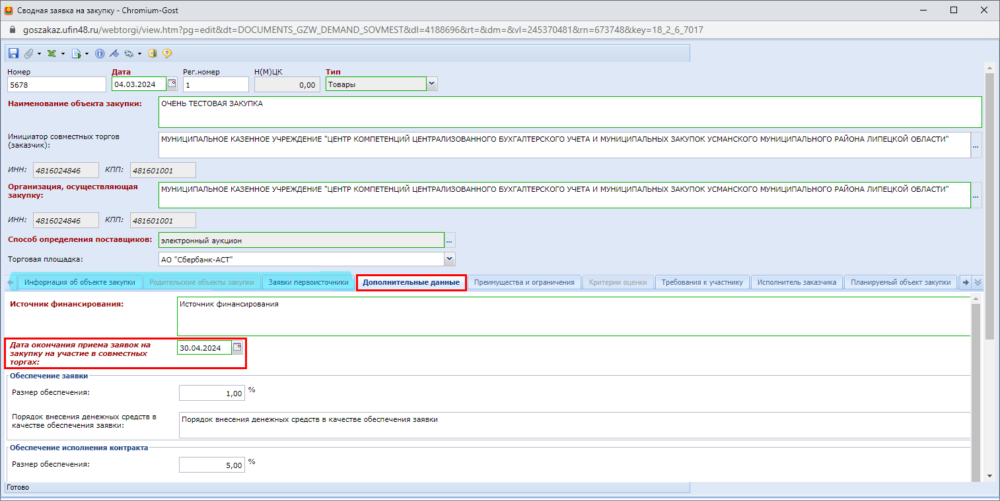 Сводная заявка на закупку - Chromium-Gost
goszakaz.ufin48.ru/webtorgi/view.htm?pg=edit&dt=DOCUMENTS_GZW_DEMAND_SOVMEST&dl=4188696&rt=&dm=&vl=245370481&rn=673748&key=18_2_6_7017
Номер Дата Рег.номер Н(М)ЦК Тип
5678 04.03.2024 1 0,00 Товары
Наименование объекта закупки: ОЧЕНЬ ТЕСТОВАЯ ЗАКУПКА
Инициатор совместных торгов
(заказчик):
МУНИЦИПАЛЬНОЕ КАЗЕННОЕ УЧРЕЖДЕНИЕ "ЦЕНТР КОМПЕТЕНЦИЙ ЦЕНТРАЛИЗОВАННОГО БУХГАЛТЕРСКОГО УЧЕТА И МУНИЦИПАЛЬНЫХ ЗАКУПОК УСМАНСКОГО МУНИЦИПАЛЬНОГО РАЙОНА ЛИПЕЦКОЙ ОБЛАСТИ" ...
ИНН: 4816024846 КПП: 481601001
Организация, осуществляющая
закупку:
МУНИЦИПАЛЬНОЕ КАЗЕННОЕ УЧРЕЖДЕНИЕ "ЦЕНТР КОМПЕТЕНЦИЙ ЦЕНТРАЛИЗОВАННОГО БУХГАЛТЕРСКОГО УЧЕТА И МУНИЦИПАЛЬНЫХ ЗАКУПОК УСМАНСКОГО МУНИЦИПАЛЬНОГО РАЙОНА ЛИПЕЦКОЙ ОБЛАСТИ" ...
ИНН: 4816024846 КПП: 481601001
Способ определения поставщиков: электронный аукцион ...
Торговая площадка: АО "Сбербанк-АСТ"
Информация об объекте закупки Родительские объекты закупки Заявки первоисточники Дополнительные данные Преимущества и ограничения Критерии оценки Требования к участнику Исполнитель заказчика Планируемый объект закупки
Источник финансирования: Источник финансирования
Дата окончания приема заявок на
закупку на участие в совместных
торгах:
30.04.2024
Обеспечение заявки
Размер обеспечения: 1,00 %
Порядок внесения денежных средств в
качестве обеспечения заявки:
Порядок внесения денежных средств в качестве обеспечения заявки
Обеспечение исполнения контракта
Размер обеспечения: 5,00 %
Готово